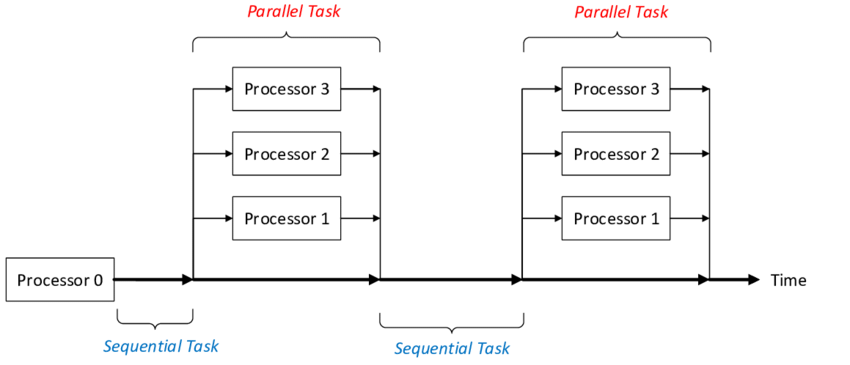 Parallel Task
Parallel Task
Processor 3
Processor 3
Processor 2
Processor 2
Processor 1
Processor 1
Processor 0
Time
Sequential Task
Sequential Task